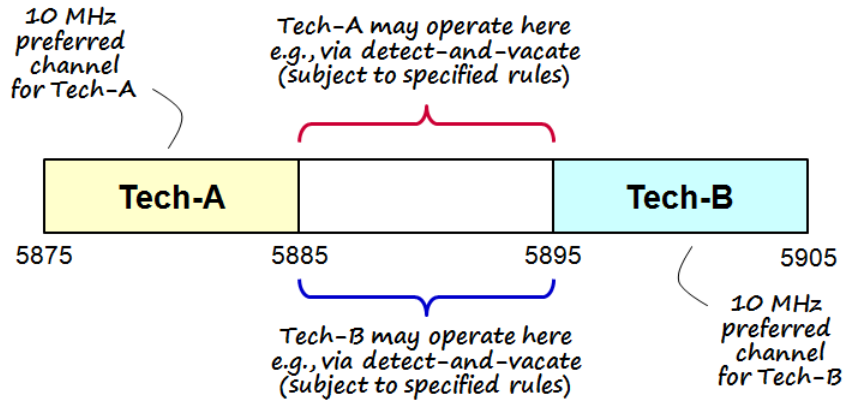 10 MHz
preferred
channel
for Tech-A
Tech-A may operate here
e.g., via detect-and-vacate
(subject to specified rules)
Tech-A
Tech-B
5875
5885
5895
5905
Tech-B may operate here
e.g., via detect-and-vacate
(subject to specified rules)
10 MHz
preferred
channel
for Tech-B